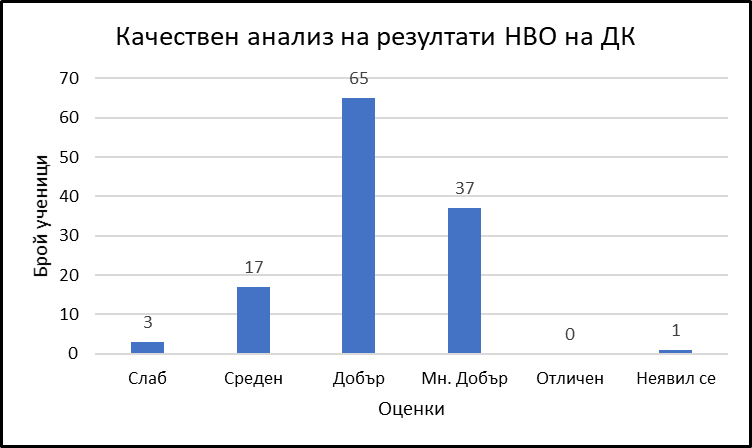 Качествен анализ на резултати НВО на ДК
Брой ученици
70
60
50
40
30
20
10
0
3
17
65
37
0
1
Слаб
Среден
Добър
Мн. Добър
Отличен
Неявил се
Оценки